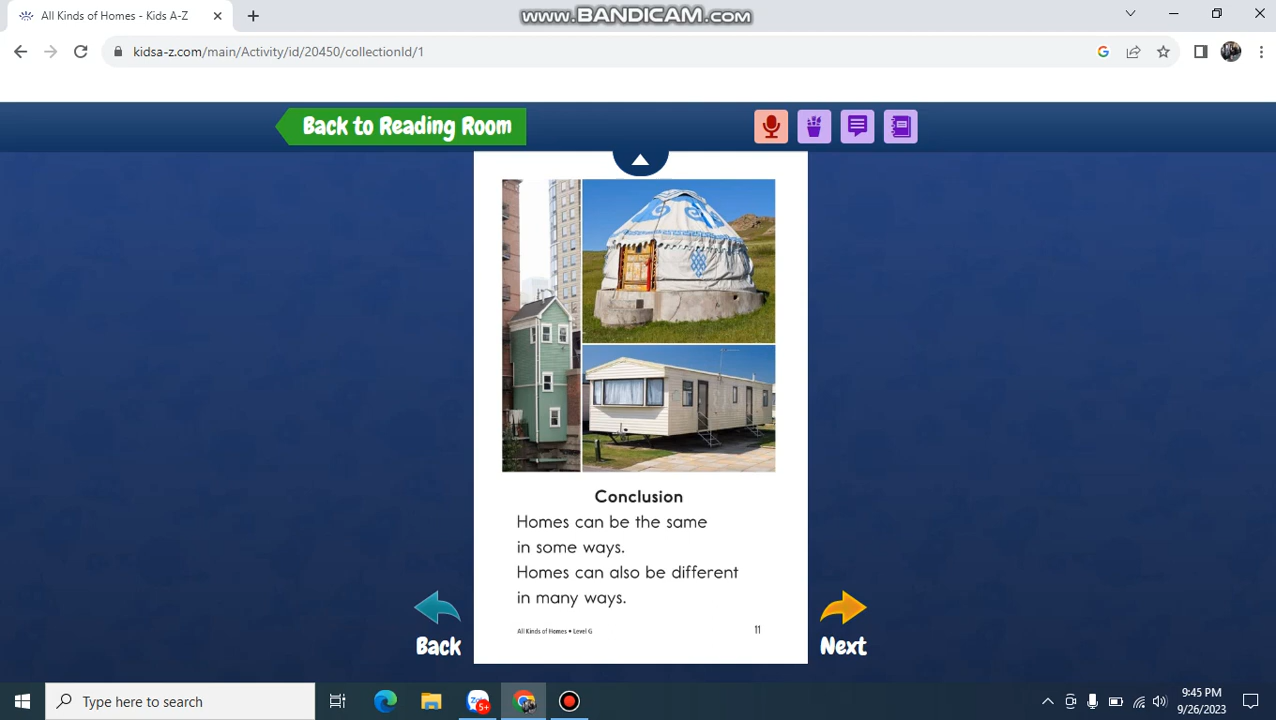 All Kinds of Homes - Kids A-Z
www.BANDICAM.com
kidsa-z.com/main/Activity/id/20450/collectionId/1
Back to Reading Room
Conclusion
Homes can be the same
in some ways.
Homes can also be different
in many ways.
All Kinds of Homes • Level G
11
Back
Next
Type here to search
Zalo
5+
9:45 PM
9/26/2023